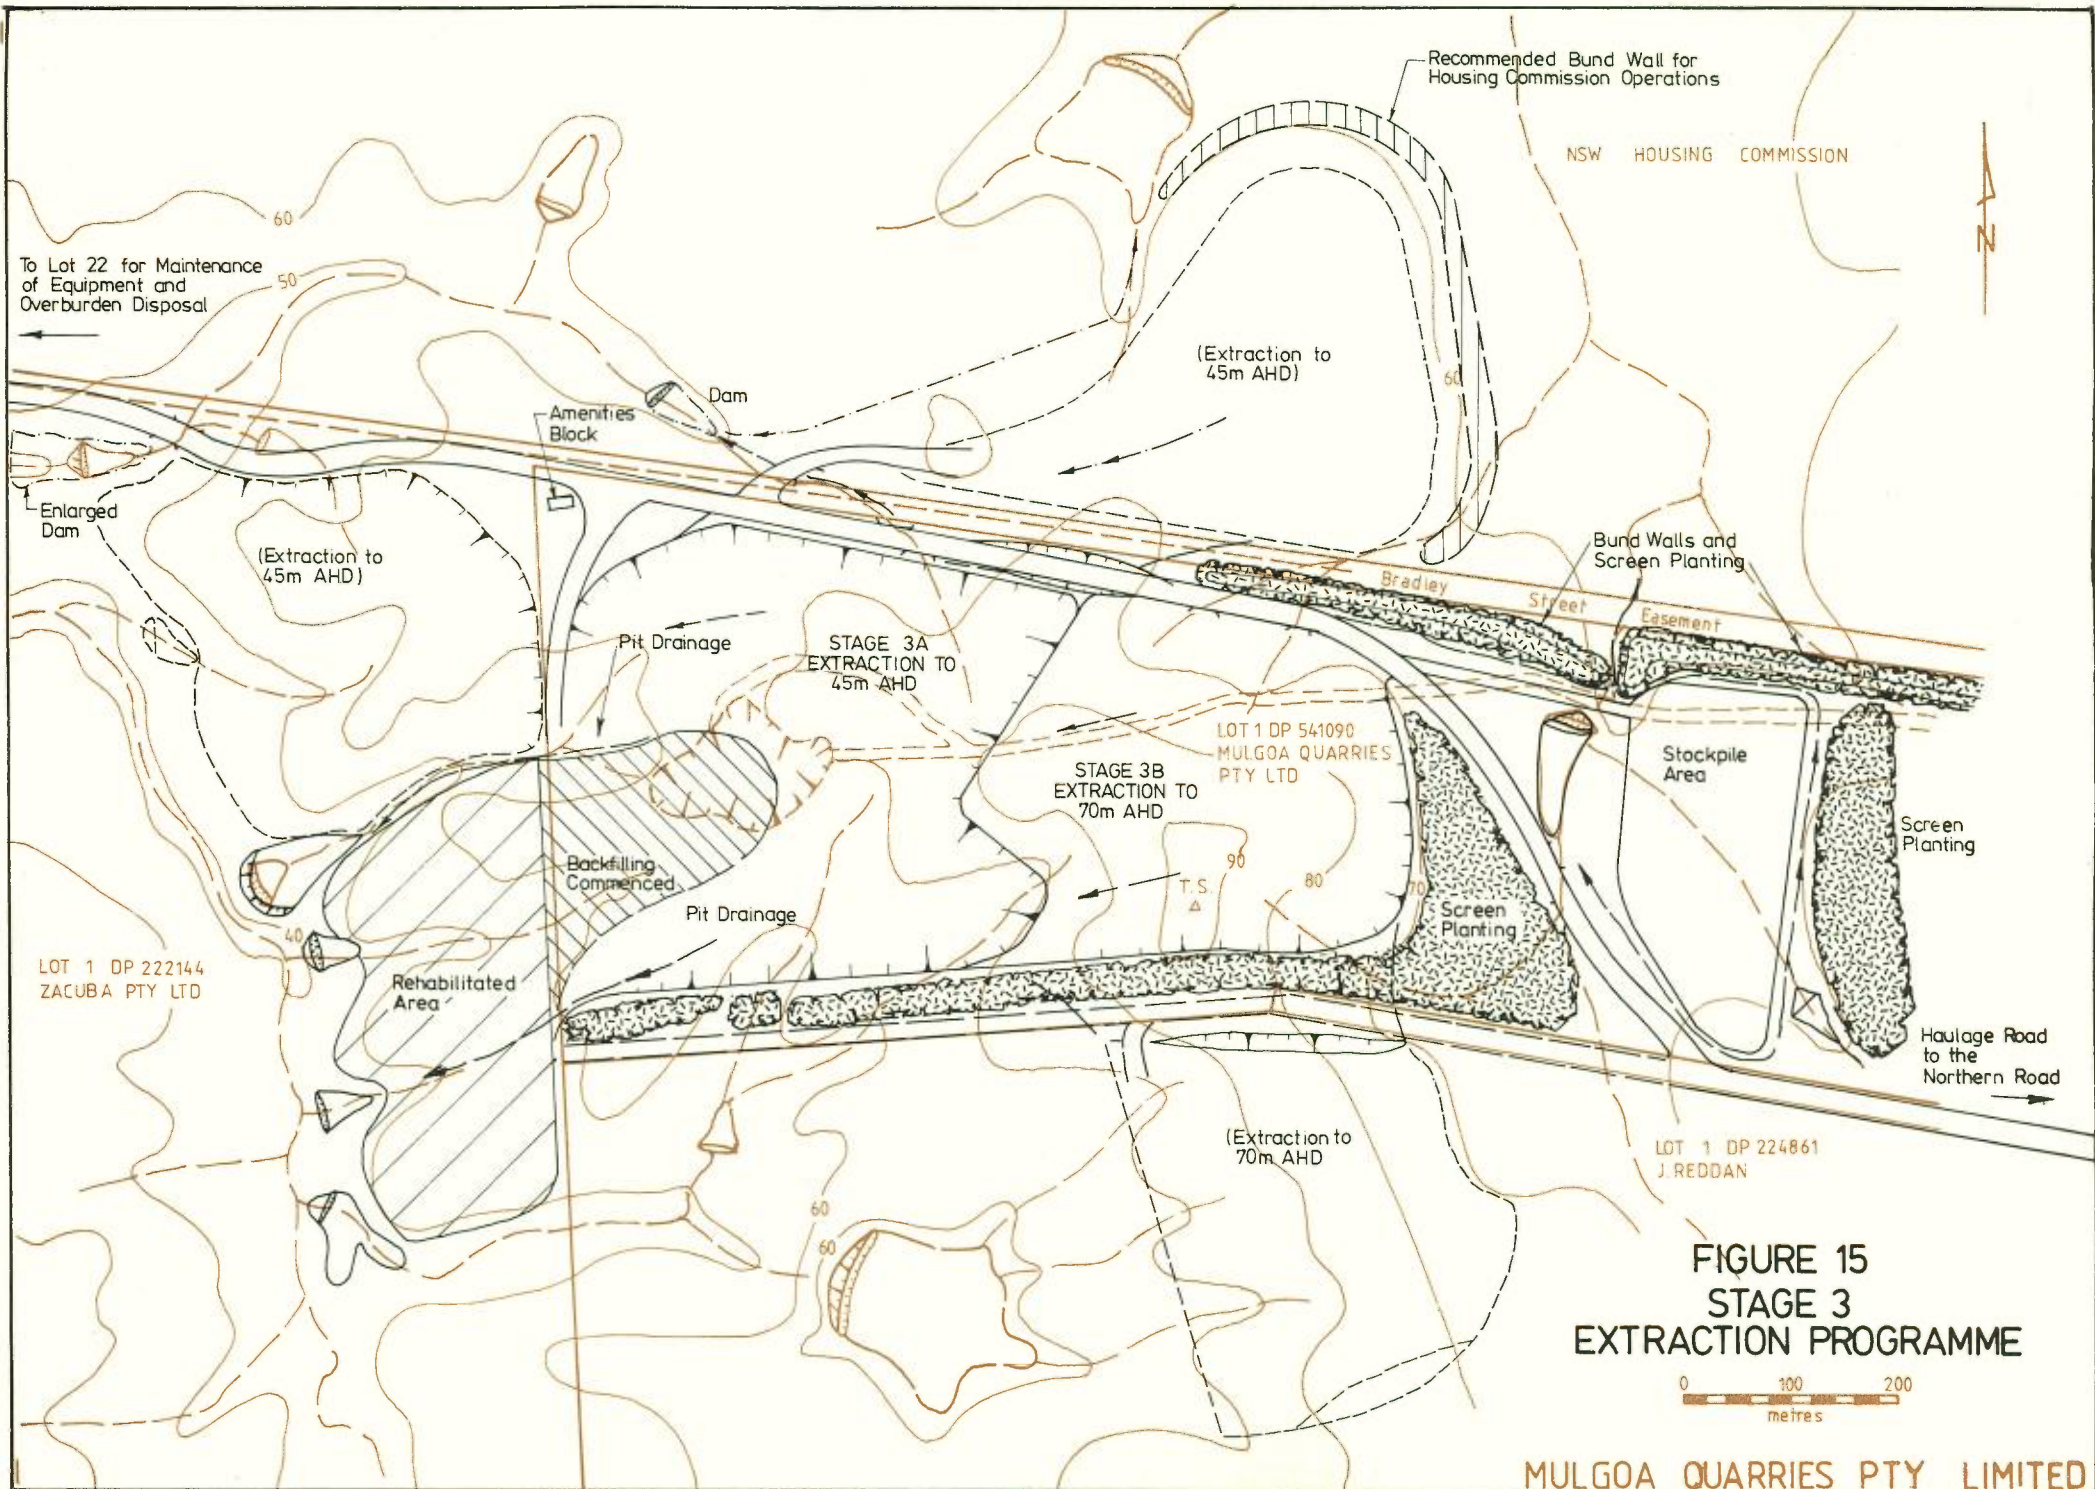 Recommended Bund Wall for
Housing Commission Operations
NSW HOUSING COMMISSION
N
60
To Lot 22 for Maintenance
of Equipment and
Overburden Disposal
50
(Extraction to
45m AHD)
60
Dam
Amenities
Block
Enlarged
Dam
(Extraction to
45m AHD)
Bund Walls and
Screen Planting
Bradley Street Easement
Pit Drainage
STAGE 3A
EXTRACTION TO
45m AHD
LOT 1 DP 541090
MULGOA QUARRIES
PTY LTD
STAGE 3B
EXTRACTION TO
70m AHD
Stockpile
Area
Screen
Planting
Backfilling
Commenced
90
80
70
T.S.
Pit Drainage
Screen
Planting
40
LOT 1 DP 222144
ZACUBA PTY LTD
Rehabilitated
Area
Haulage Road
to the
Northern Road
(Extraction to
70m AHD
LOT 1 DP 224861
J. REDDAN
60
60
FIGURE 15
STAGE 3
EXTRACTION PROGRAMME
0 100 200
metres
MULGOA QUARRIES PTY LIMITED